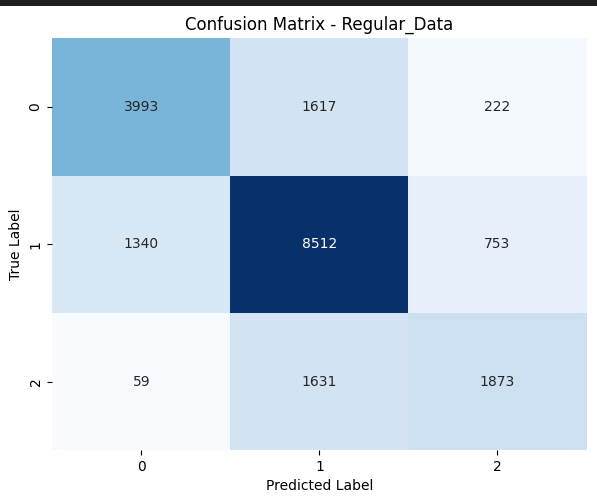 Confusion Matrix - Regular_Data
True Label
0
3993 1617 222
1
1340 8512 753
2
59 1631 1873
0 1 2
Predicted Label